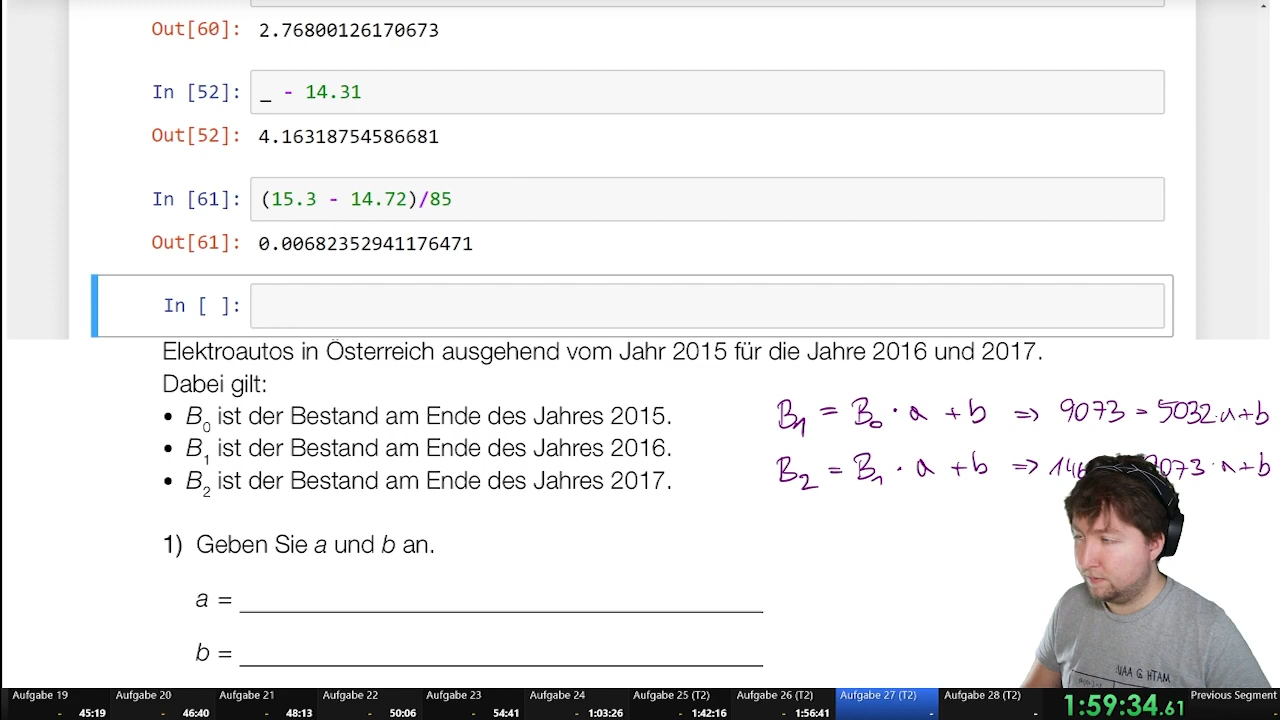 Out[60]: 2.76800126170673
In [52]: _ - 14.31
Out[52]: 4.16318754586681
In [61]: (15.3 - 14.72)/85
Out[61]: 0.00682352941176471
In [ ]:
Elektroautos in Österreich ausgehend vom Jahr 2015 für die Jahre 2016 und 2017.
Dabei gilt:
• B0 ist der Bestand am Ende des Jahres 2015.
• B1 ist der Bestand am Ende des Jahres 2016.
• B2 ist der Bestand am Ende des Jahres 2017.
B1 = B0 · a + b ⇒ 9073 = 5032·a+b
B2 = B1 · a + b ⇒ 073·a+b
1) Geben Sie a und b an.
a =
b =
Aufgabe 19 Aufgabe 20 Aufgabe 21 Aufgabe 22 Aufgabe 23 Aufgabe 24 Aufgabe 25 (T2) Aufgabe 26 (T2) Aufgabe 27 (T2) Aufgabe 28 (T2) 1:59:34.61 Previous Segment
- 45:19 - 46:40 - 48:13 - 50:06 - 54:41 - 1:03:26 - 1:42:16 - 1:56:41 - - -